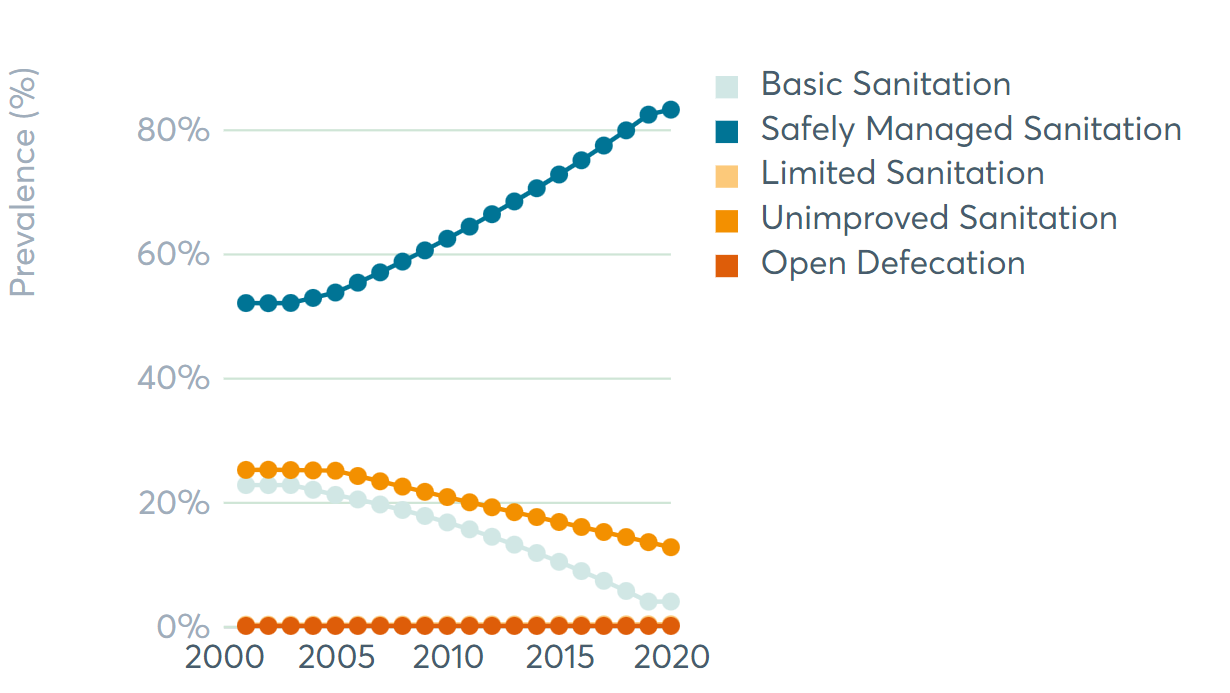 Prevalence (%)
80%
60%
40%
20%
0%
2000 2005 2010 2015 2020
Basic Sanitation
Safely Managed Sanitation
Limited Sanitation
Unimproved Sanitation
Open Defecation